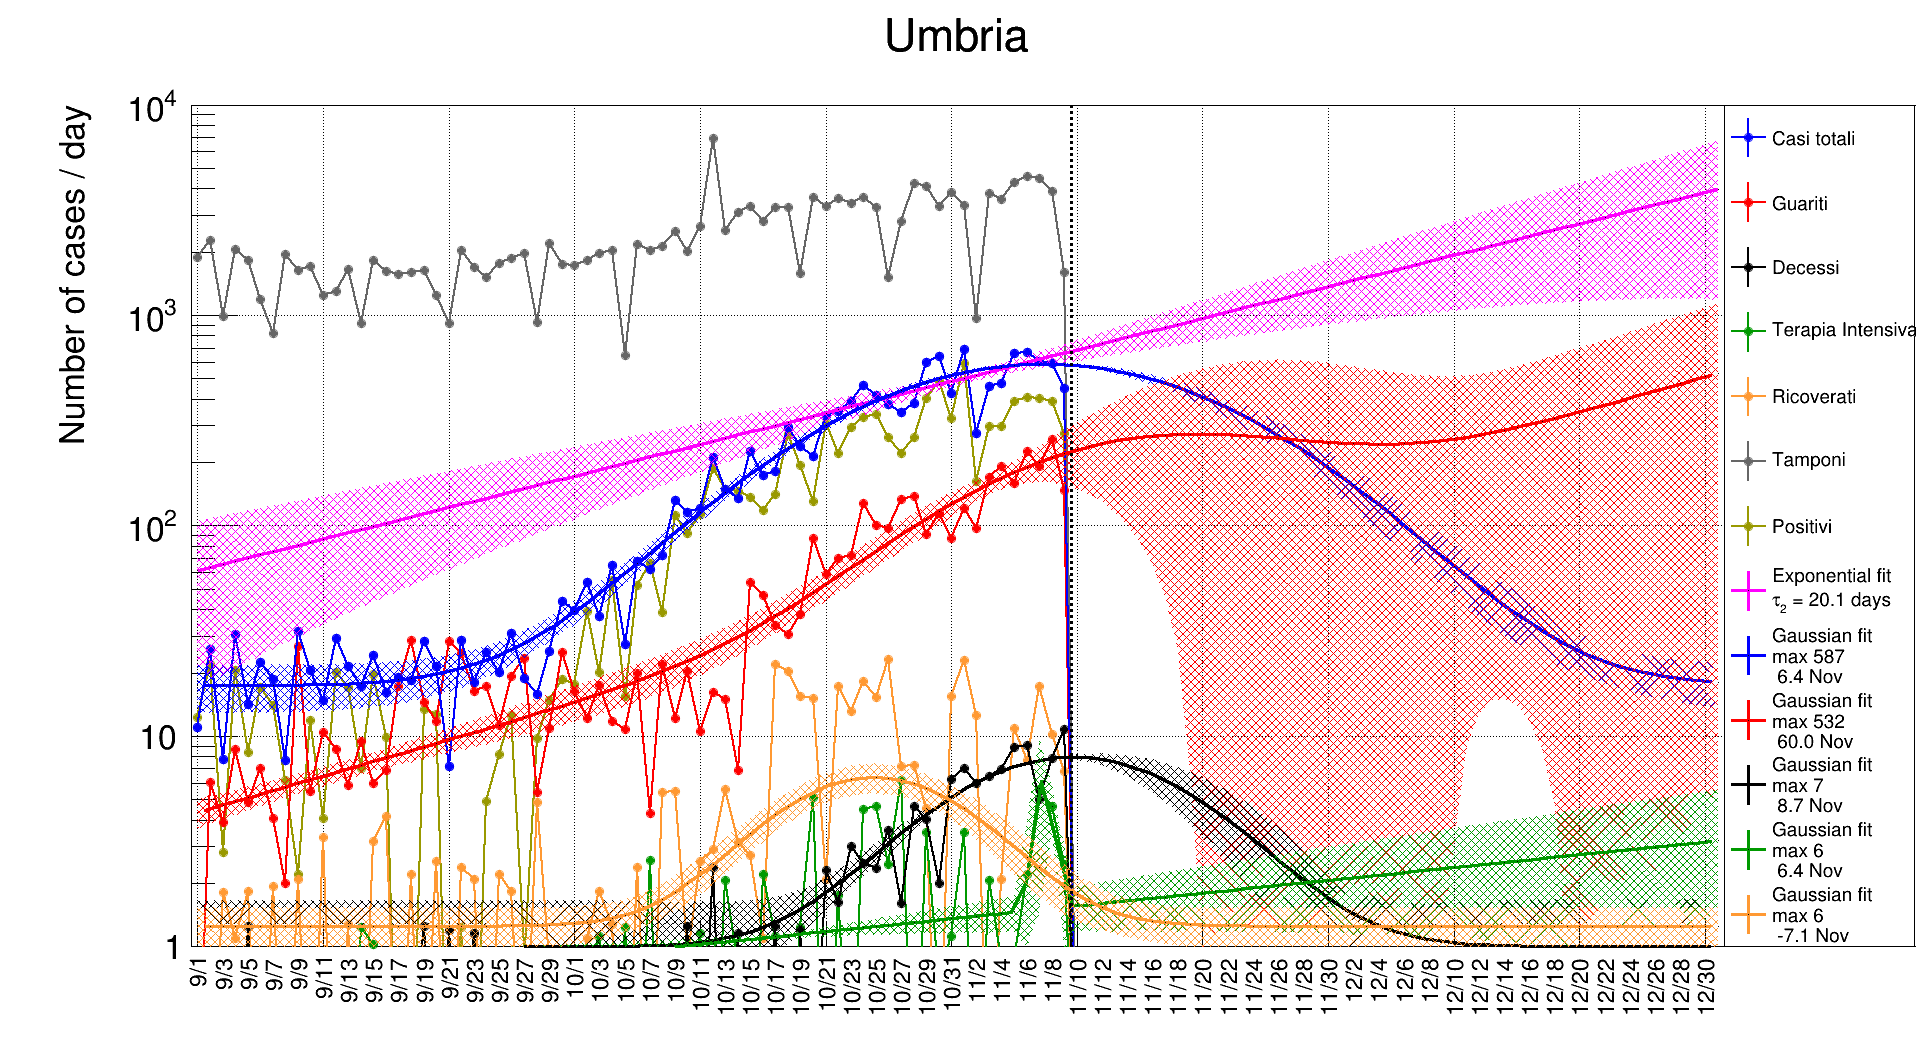 Umbria
Number of cases / day
10^4
10^3
10^2
10
1
9/1 9/3 9/5 9/7 9/9 9/11 9/13 9/15 9/17 9/19 9/21 9/23 9/25 9/27 9/29 10/1 10/3 10/5 10/7 10/9 10/11 10/13 10/15 10/17 10/19 10/21 10/23 10/25 10/27 10/29 10/31 11/2 11/4 11/6 11/8 11/10 11/12 11/14 11/16 11/18 11/20 11/22 11/24 11/26 11/28 11/30 12/2 12/4 12/6 12/8 12/10 12/12 12/14 12/16 12/18 12/20 12/22 12/24 12/26 12/28 12/30
Casi totali
Guariti
Decessi
Terapia Intensiva
Ricoverati
Tamponi
Positivi
Exponential fit
τ₂ = 20.1 days
Gaussian fit
max 587
6.4 Nov
Gaussian fit
max 532
60.0 Nov
Gaussian fit
max 7
8.7 Nov
Gaussian fit
max 6
6.4 Nov
Gaussian fit
max 6
-7.1 Nov